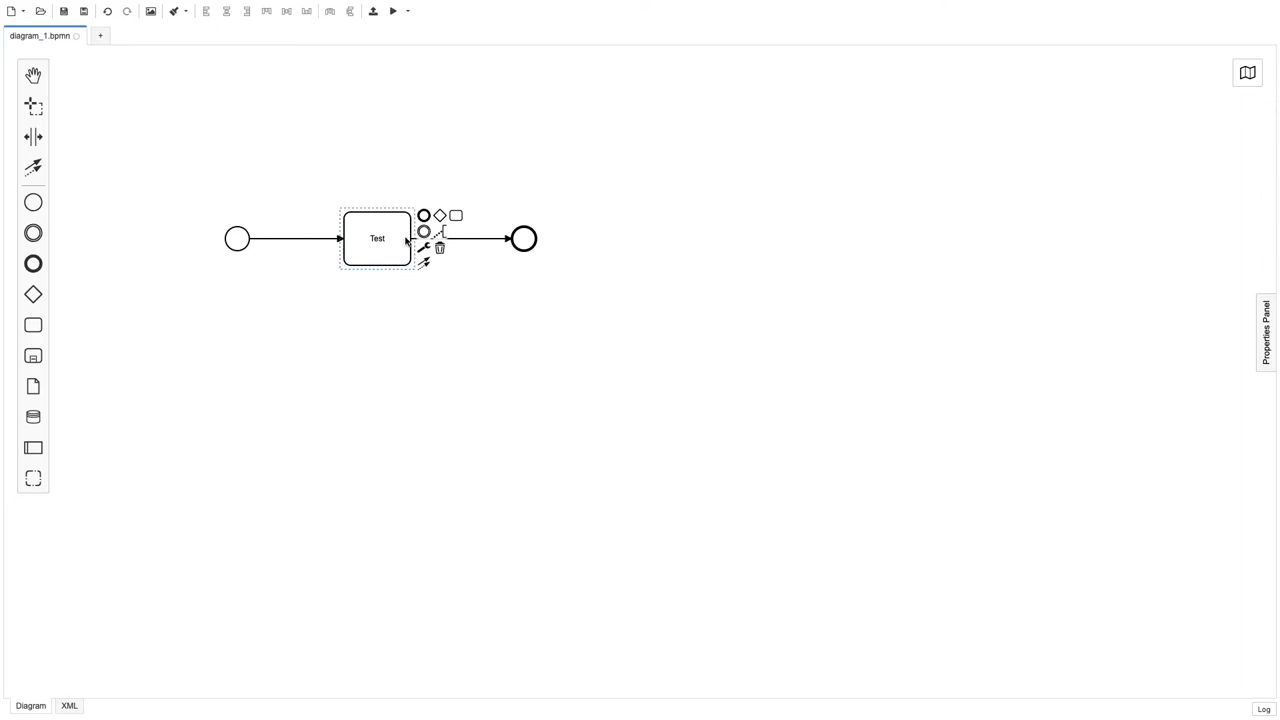 diagram_1.bpmn
+
Test
Properties Panel
Diagram XML
Log